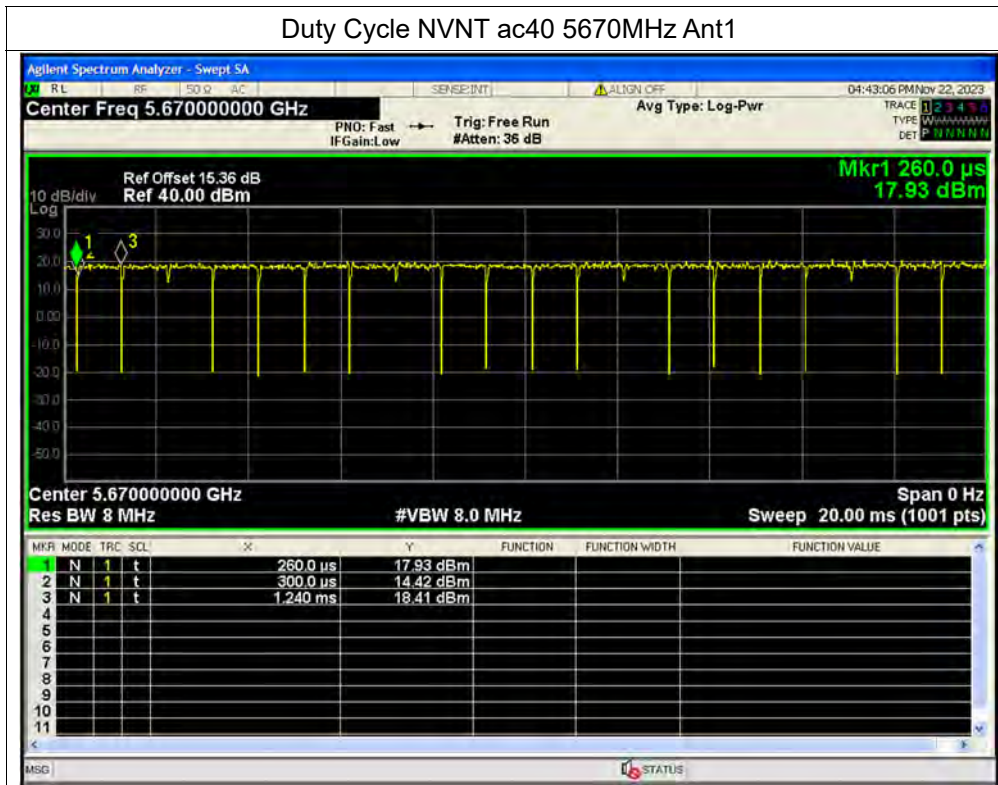 Duty Cycle NVNT ac40 5670MHz Ant1
Agilent Spectrum Analyzer - Swept SA
RL RF 50 Ω AC SENSE:INT ALIGN OFF 04:43:06 PM Nov 22, 2023
Center Freq 5.670000000 GHz
PNO: Fast
IFGain:Low
Trig: Free Run
#Atten: 36 dB
Avg Type: Log-Pwr
TRACE 1 2 3 4 5 6
TYPE W
DET P N N N N N
Mkr1 260.0 µs
17.93 dBm
10 dB/div
Log
Ref Offset 15.36 dB
Ref 40.00 dBm
30.0
20.0
10.0
0.00
-10.0
-20.0
-30.0
-40.0
-50.0
1
2
3
Center 5.670000000 GHz Span 0 Hz
Res BW 8 MHz #VBW 8.0 MHz Sweep 20.00 ms (1001 pts)
MKR MODE TRC SCL X Y FUNCTION FUNCTION WIDTH FUNCTION VALUE
1 N 1 t 260.0 µs 17.93 dBm
2 N 1 t 300.0 µs 14.42 dBm
3 N 1 t 1.240 ms 18.41 dBm
4
5
6
7
8
9
10
11
MSG STATUS